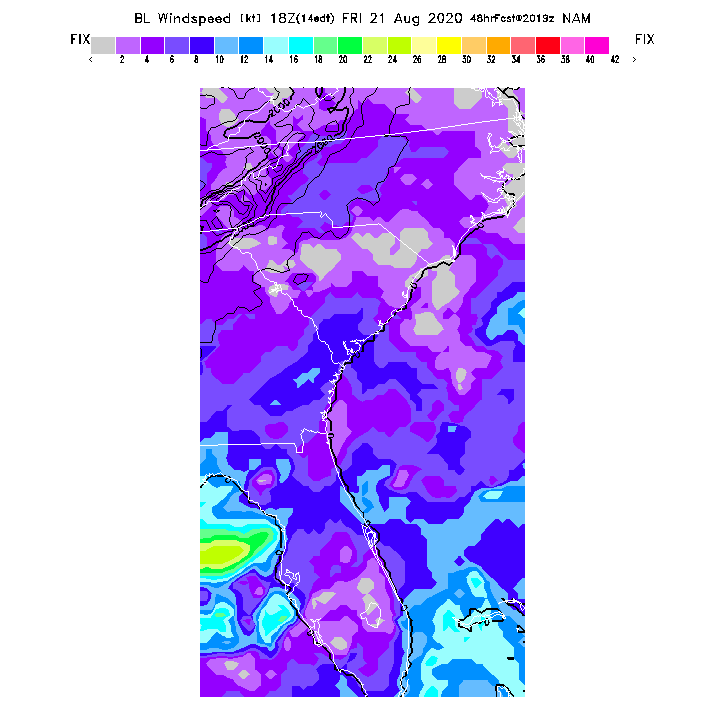 BL Windspeed [kt] 18Z(14edt) FRI 21 Aug 2020 48hrFcst@2019z NAM
FIX FIX
< 2 4 6 8 10 12 14 16 18 20 22 24 26 28 30 32 34 36 38 40 42 >
2000